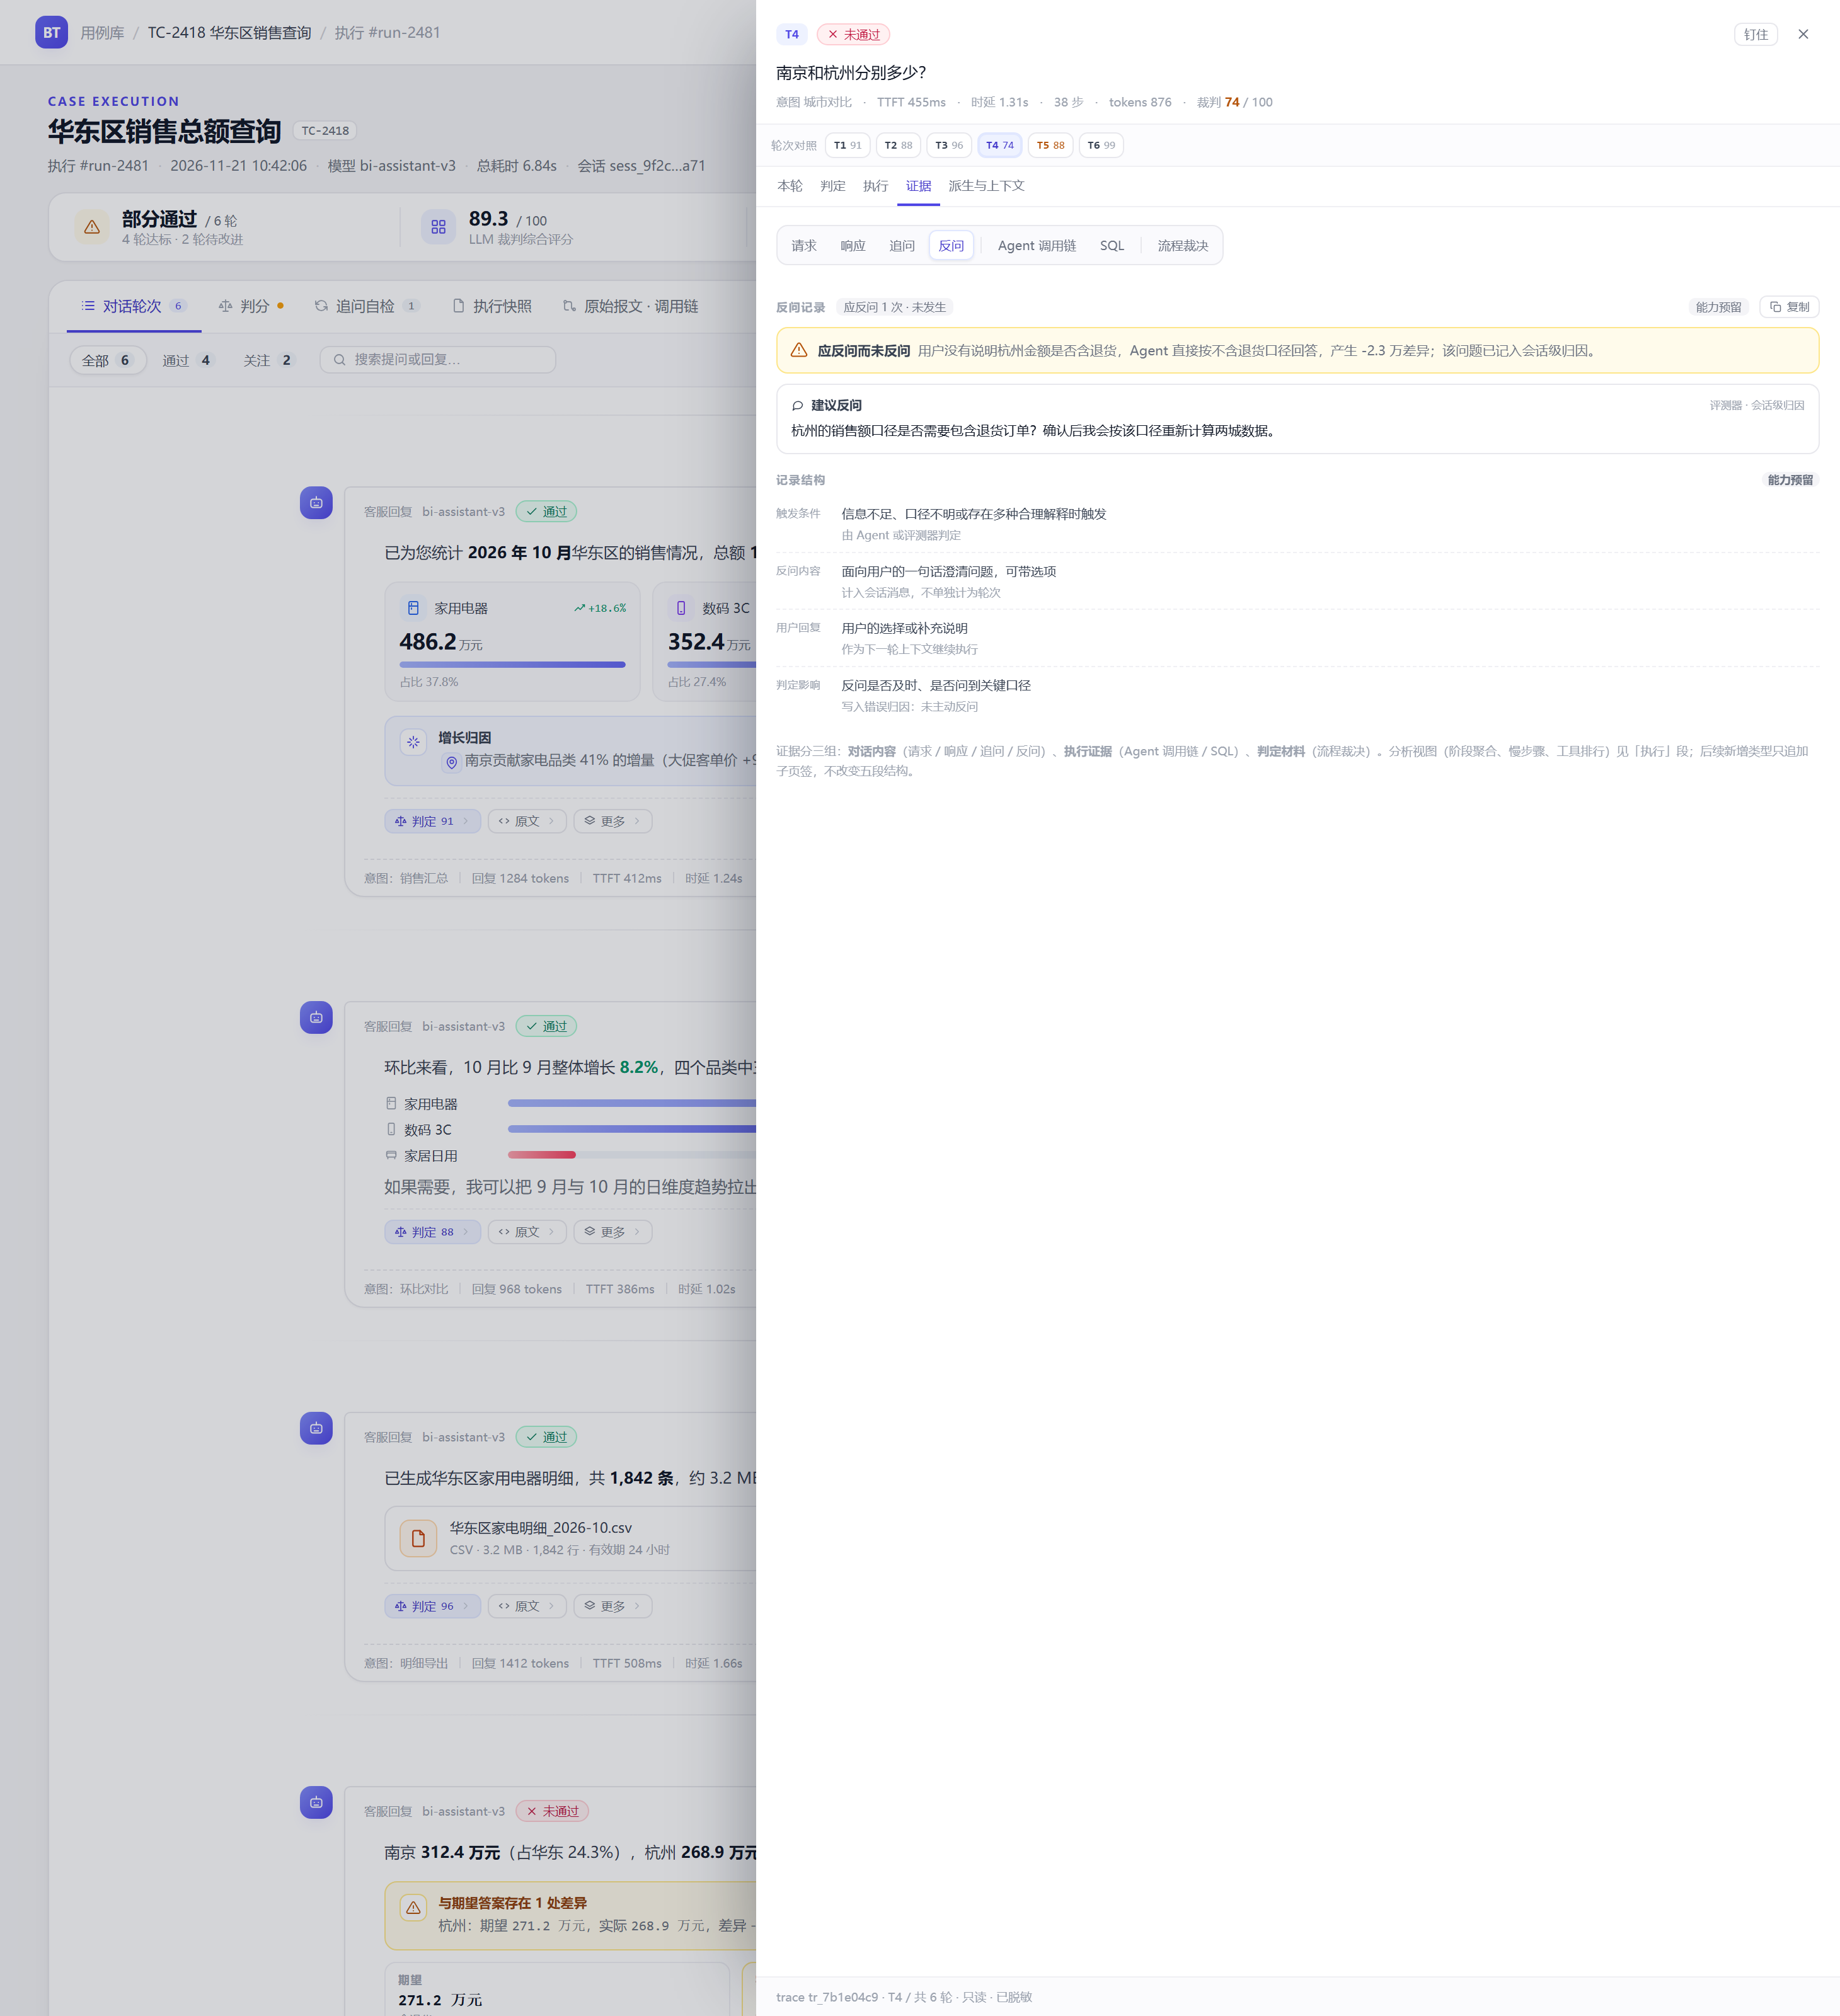 BT 用例库 / TC-2418 华东区销售查询 / 执行 #run-2481
CASE EXECUTION
华东区销售总额查询 TC-2418
执行 #run-2481 · 2026-11-21 10:42:06 · 模型 bi-assistant-v3 · 总耗时 6.84s · 会话 sess_9f2c…a71
部分通过 / 6 轮
4 轮达标 · 2 轮待改进
89.3 / 100
LLM 裁判综合评分
对话轮次 6 判分 追问自检 1 执行快照 原始报文 · 调用链
全部 6 通过 4 关注 2 搜索提问或回复…
客服回复 bi-assistant-v3 通过
已为您统计 2026 年 10 月华东区的销售情况，总额 1
家用电器 +18.6%
486.2 万元
占比 37.8%
数码 3C
352.4 万元
占比 27.4%
增长归因
南京贡献家电品类 41% 的增量（大促客单价 +9
判定 91 原文 更多
意图：销售汇总 回复 1284 tokens TTFT 412ms 时延 1.24s
客服回复 bi-assistant-v3 通过
环比来看，10 月比 9 月整体增长 8.2%，四个品类中
家用电器
数码 3C
家居日用
如果需要，我可以把 9 月与 10 月的日维度趋势拉出
判定 88 原文 更多
意图：环比对比 回复 968 tokens TTFT 386ms 时延 1.02s
客服回复 bi-assistant-v3 通过
已生成华东区家用电器明细，共 1,842 条，约 3.2 MB
华东区家电明细_2026-10.csv
CSV · 3.2 MB · 1,842 行 · 有效期 24 小时
判定 96 原文 更多
意图：明细导出 回复 1412 tokens TTFT 508ms 时延 1.66s
客服回复 bi-assistant-v3 未通过
南京 312.4 万元（占华东 24.3%），杭州 268.9 万元
与期望答案存在 1 处差异
杭州：期望 271.2 万元，实际 268.9 万元，差异 -
期望
271.2 万元
T4 未通过 钉住
南京和杭州分别多少？
意图 城市对比 · TTFT 455ms · 时延 1.31s · 38 步 · tokens 876 · 裁判 74 / 100
轮次对照 T1 91 T2 88 T3 96 T4 74 T5 88 T6 99
本轮 判定 执行 证据 派生与上下文
请求 响应 追问 反问 Agent 调用链 SQL 流程裁决
反问记录 应反问 1 次 · 未发生 能力预留 复制
应反问而未反问 用户没有说明杭州金额是否含退货，Agent 直接按不含退货口径回答，产生 -2.3 万差异；该问题已记入会话级归因。
建议反问 评测器 · 会话级归因
杭州的销售额口径是否需要包含退货订单？确认后我会按该口径重新计算两城数据。
记录结构 能力预留
触发条件 信息不足、口径不明或存在多种合理解释时触发
由 Agent 或评测器判定
反问内容 面向用户的一句话澄清问题，可带选项
计入会话消息，不单独计为轮次
用户回复 用户的选择或补充说明
作为下一轮上下文继续执行
判定影响 反问是否及时、是否问到关键口径
写入错误归因：未主动反问
证据分三组：对话内容（请求 / 响应 / 追问 / 反问）、执行证据（Agent 调用链 / SQL）、判定材料（流程裁决）。分析视图（阶段聚合、慢步骤、工具排行）见「执行」段；后续新增类型只追加
子页签，不改变五段结构。
trace tr_7b1e04c9 · T4 / 共 6 轮 · 只读 · 已脱敏